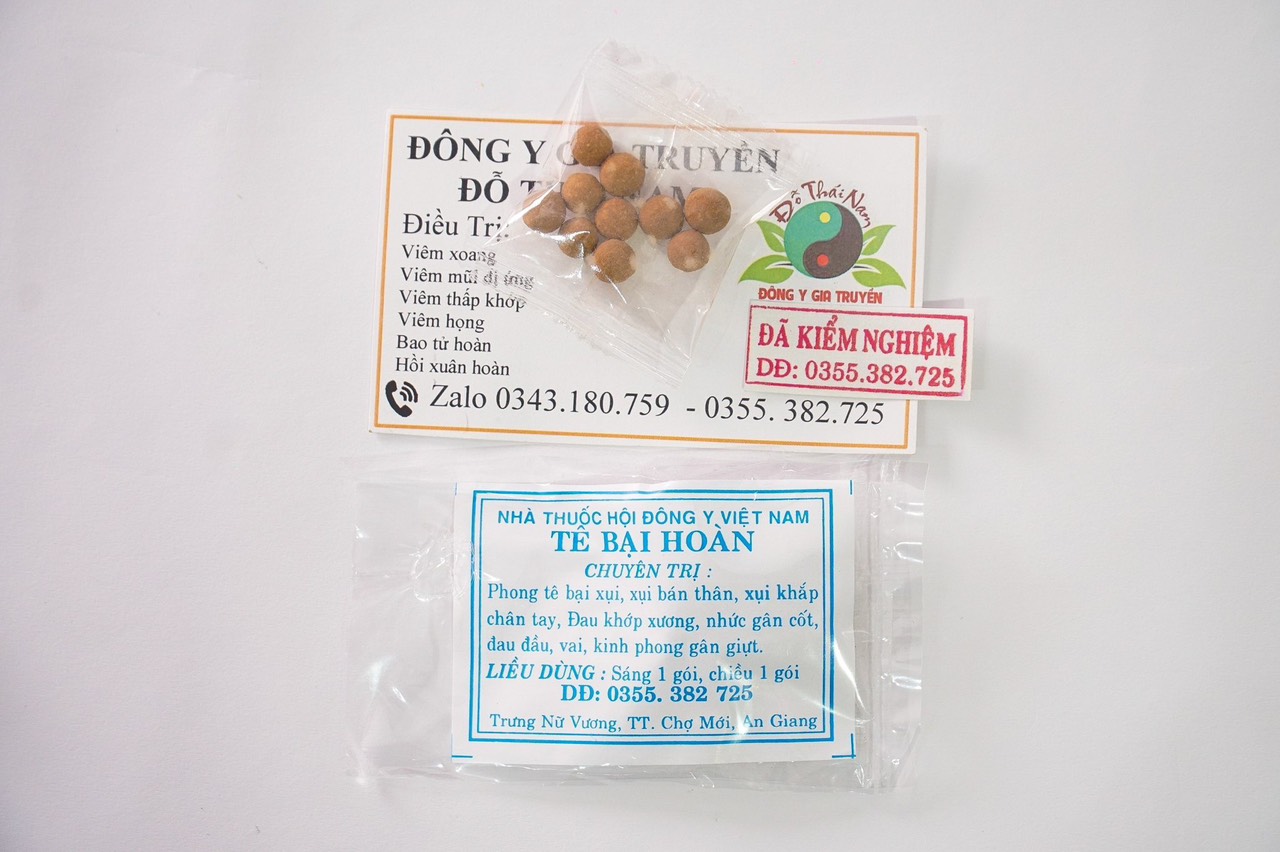 ĐÔNG Y GIA TRUYỀN
ĐỖ THÁI NAM
Điều Trị:
Viêm xoang
Viêm mũi dị ứng
Viêm thấp khớp
Viêm họng
Bao tử hoàn
Hồi xuân hoàn
Zalo 0343.180.759 - 0355. 382.725
Đỗ Thái Nam
ĐÔNG Y GIA TRUYỀN
ĐÃ KIỂM NGHIỆM
DĐ: 0355.382.725
NHÀ THUỐC HỘI ĐÔNG Y VIỆT NAM
TÊ BẠI HOÀN
CHUYÊN TRỊ :
Phong tê bại xụi, xụi bán thân, xụi khắp
chân tay, Đau khớp xương, nhức gân cốt,
đau đầu, vai, kinh phong gân giựt.
LIỀU DÙNG : Sáng 1 gói, chiều 1 gói
DĐ: 0355. 382 725
Trưng Nữ Vương, TT. Chợ Mới, An Giang